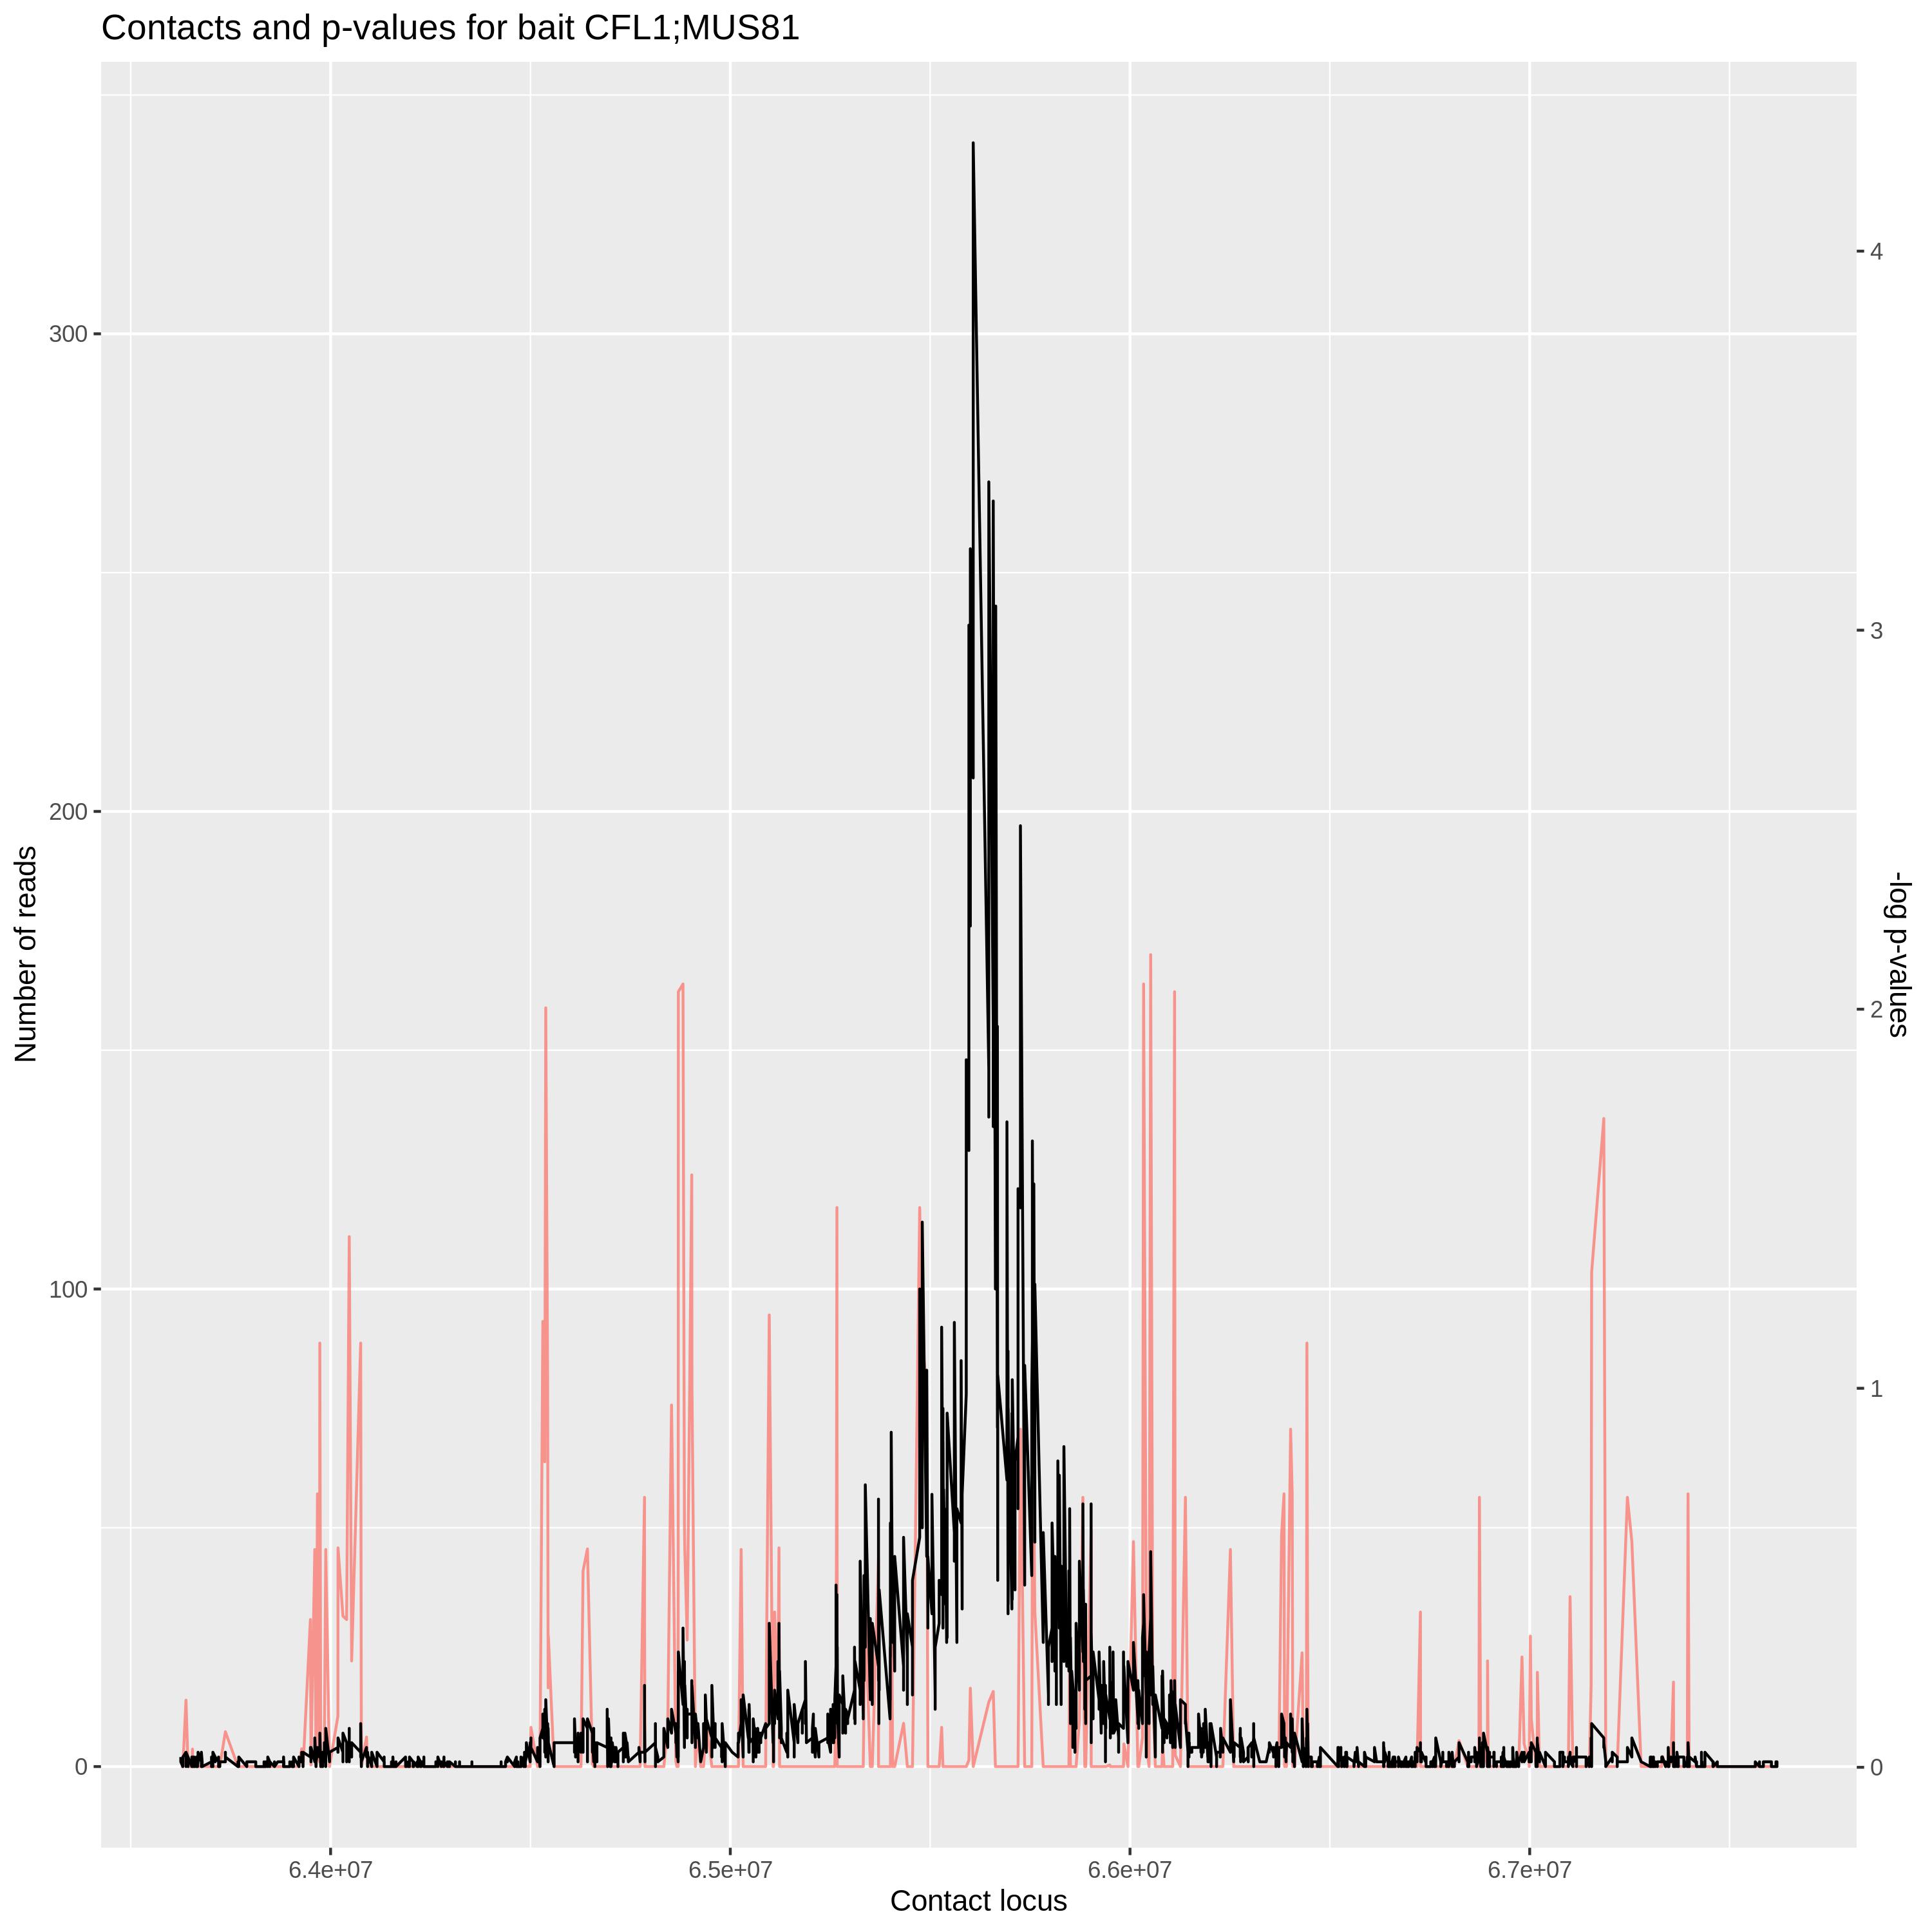 Contacts and p-values for bait CFL1;MUS81
Number of reads
300
200
100
0
4
3
2
1
0
-log p-values
6.4e+07 6.5e+07 6.6e+07 6.7e+07
Contact locus